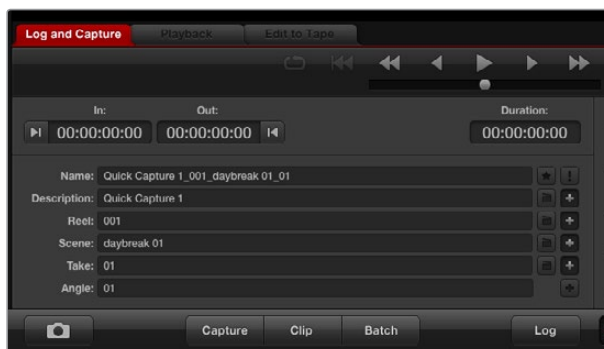 Log and Capture Playback Edit to Tape
In: Out: Duration:
00:00:00:00 00:00:00:00 00:00:00:00
Name: Quick Capture 1_001_daybreak 01_01
Description: Quick Capture 1
Reel: 001
Scene: daybreak 01
Take: 01
Angle: 01
Capture Clip Batch Log